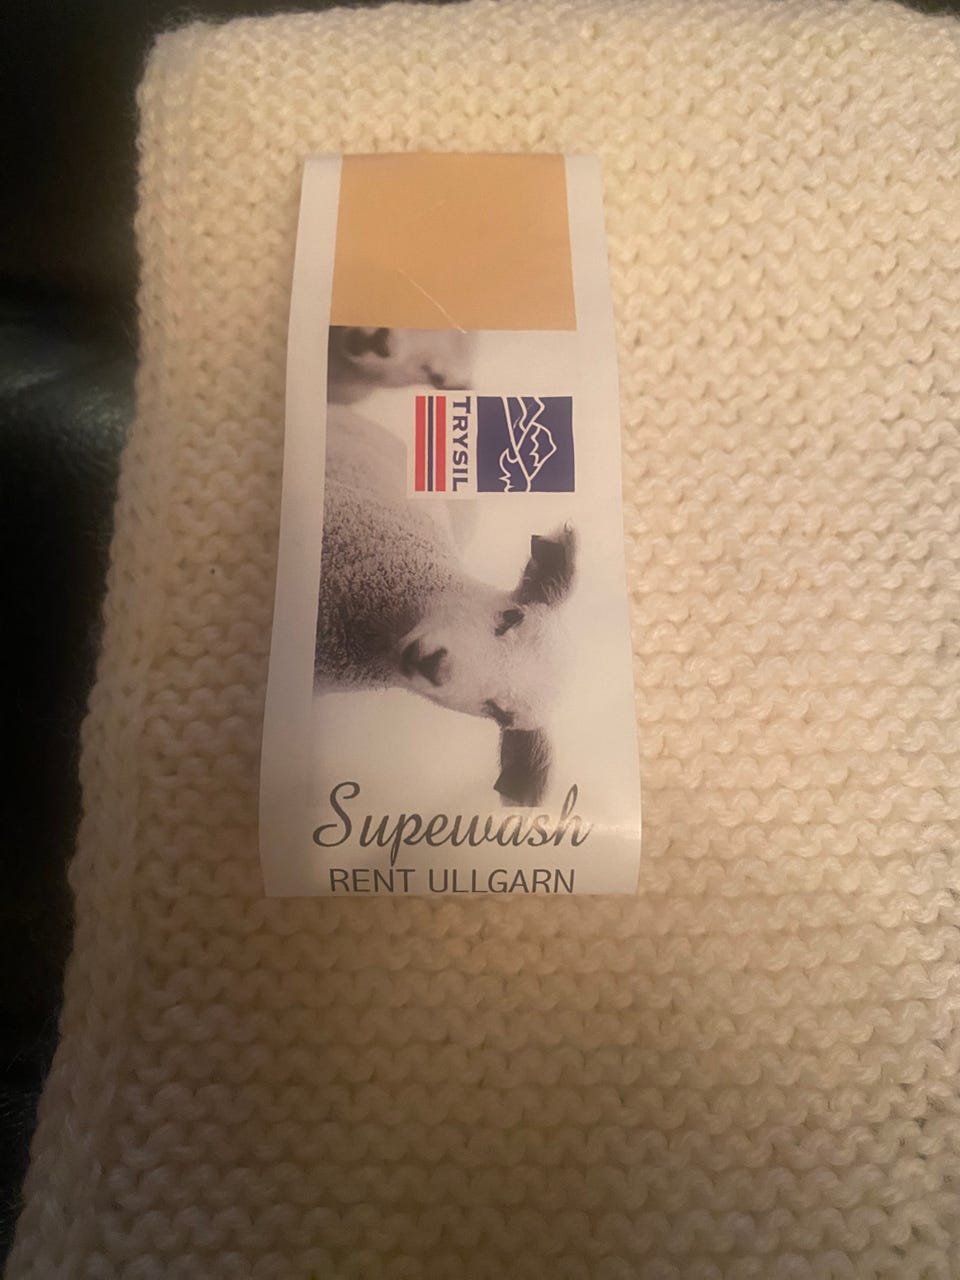 TRYSIL
Supewash
RENT ULLGARN